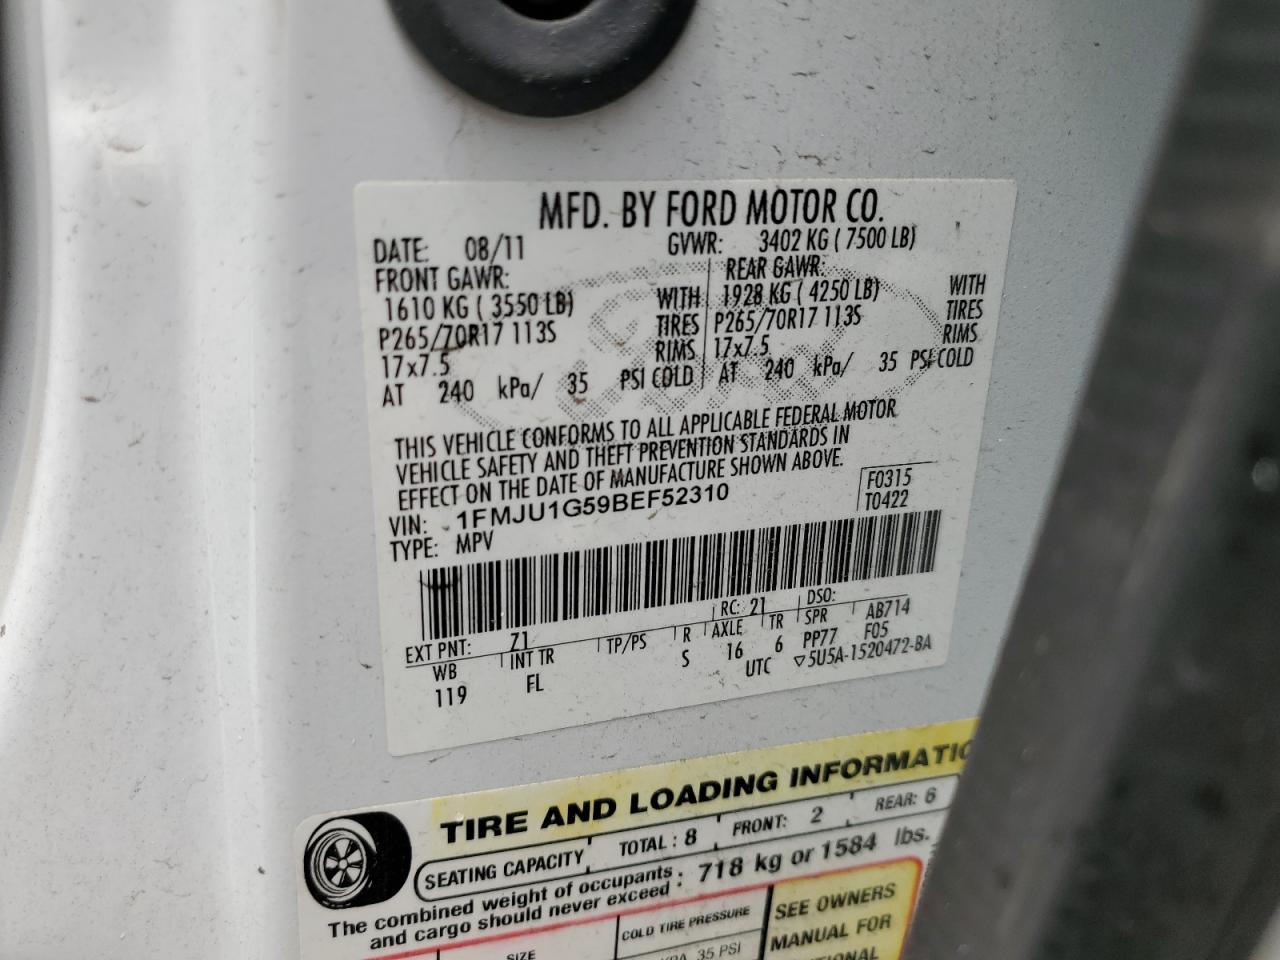 MFD. BY FORD MOTOR CO.
DATE: 08/11 GVWR: 3402 KG ( 7500 LB)
FRONT GAWR: REAR GAWR:
1610 KG ( 3550 LB) WITH 1928 KG ( 4250 LB) WITH
P265/70R17 113S TIRES P265/70R17 113S TIRES
17x7.5 RIMS 17x7.5 RIMS
AT 240 kPa/ 35 PSI COLD AT 240 kPa/ 35 PSI COLD
THIS VEHICLE CONFORMS TO ALL APPLICABLE FEDERAL MOTOR
VEHICLE SAFETY AND THEFT PREVENTION STANDARDS IN
EFFECT ON THE DATE OF MANUFACTURE SHOWN ABOVE.
VIN: 1FMJU1G59BEF52310 F0315
TYPE: MPV T0422
EXT PNT: Z1 RC: 21 DSO:
WB INT TR TP/PS R AXLE TR SPR AB714
119 FL S 16 6 PP77 F05
UTC ▽5U5A-1520472-BA
TIRE AND LOADING INFORMATIO
SEATING CAPACITY TOTAL : 8 FRONT: 2 REAR: 6
The combined weight of occupants and cargo should never exceed : 718 kg or 1584 lbs.
SIZE COLD TIRE PRESSURE SEE OWNERS
35 PSI MANUAL FOR